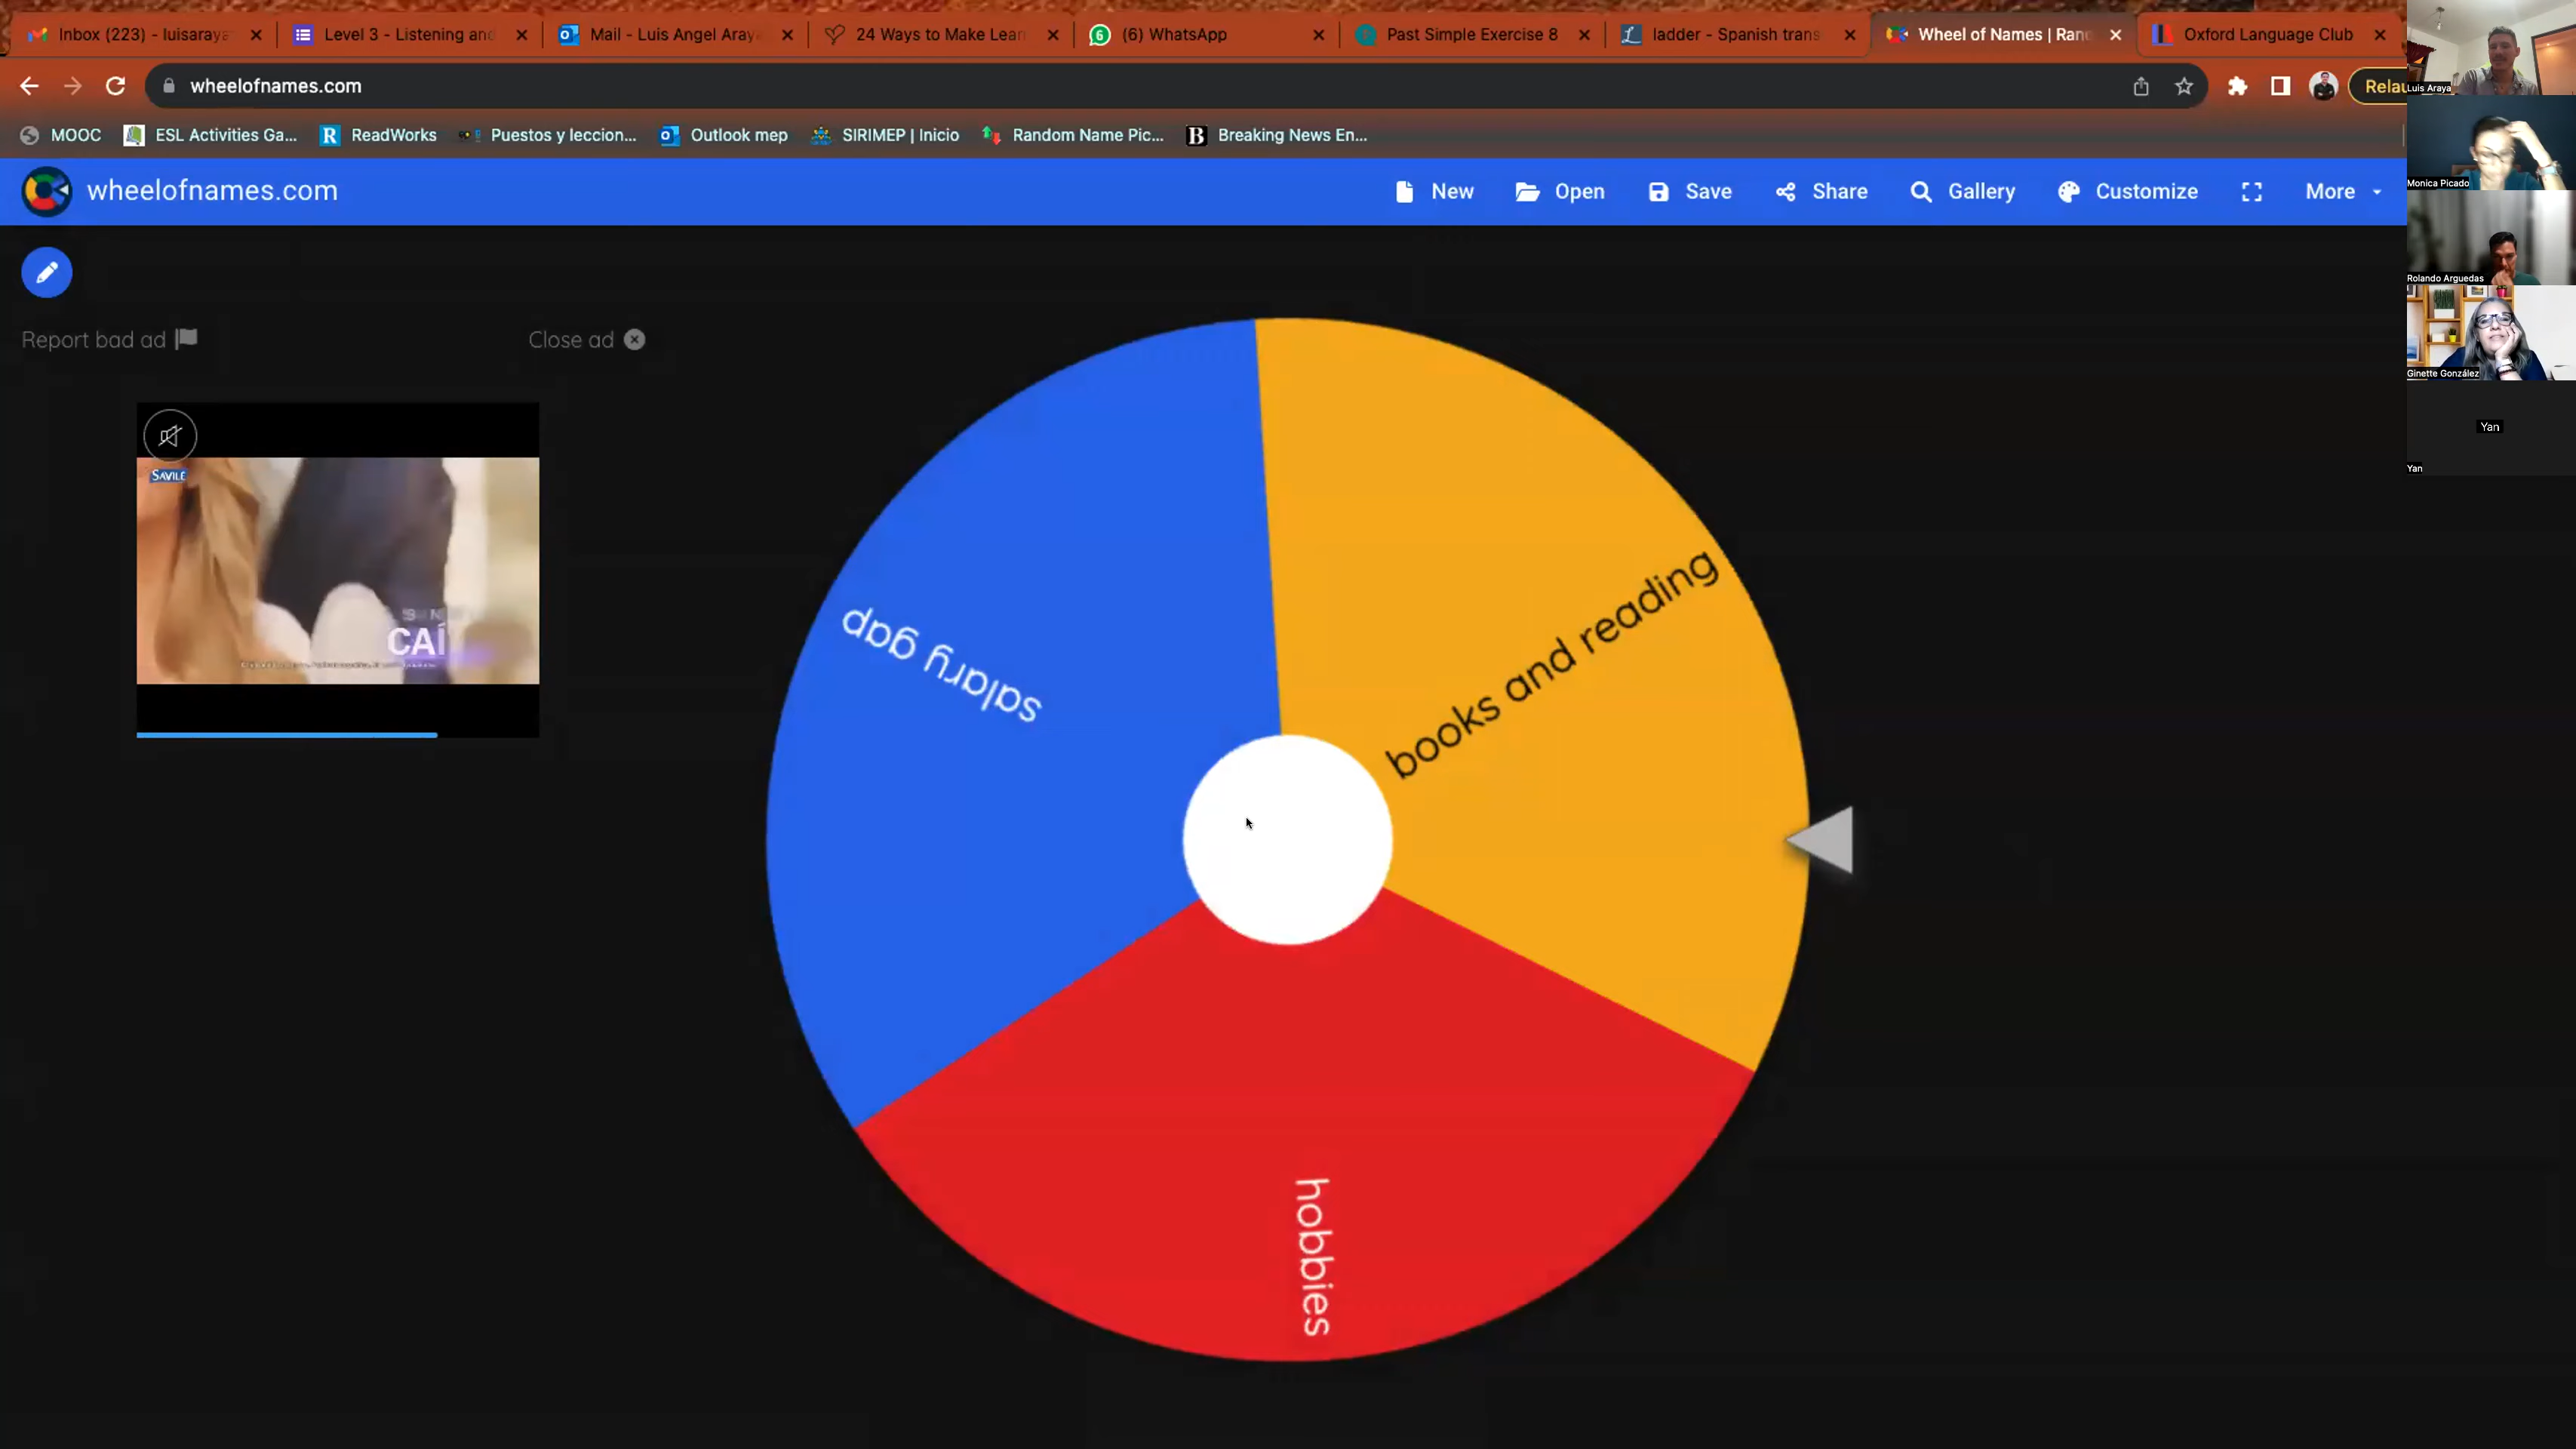 Inbox (223) - luisaraya
Level 3 - Listening and
Mail - Luis Angel Aray
24 Ways to Make Lear
(6) WhatsApp
Past Simple Exercise 8
ladder - Spanish trans
Wheel of Names | Ran
Oxford Language Club
wheelofnames.com
Relau
MOOC
ESL Activities Ga...
ReadWorks
Puestos y leccion...
Outlook mep
SIRIMEP | Inicio
Random Name Pic...
Breaking News En...
wheelofnames.com
New
Open
Save
Share
Gallery
Customize
More
Report bad ad
Close ad
SAVILE
CAÍ
salary gap
books and reading
hobbies
Luis Araya
Monica Picado
Rolando Arguedas
Ginette González
Yan
Yan